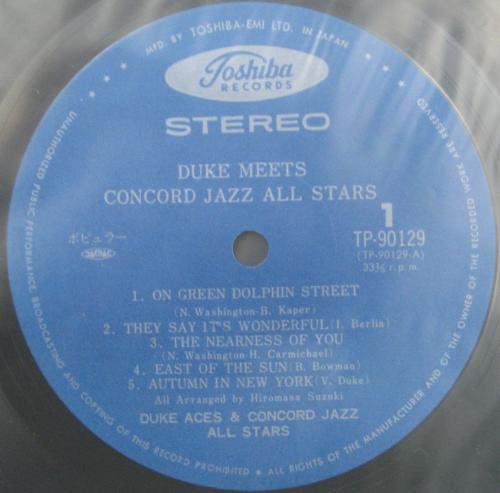 MFD. BY TOSHIBA-EMI LTD. IN JAPAN
Toshiba
RECORDS
STEREO
DUKE MEETS
CONCORD JAZZ ALL STARS
1
TP-90129
(TP-90129-A)
33⅓ r.p.m.
ポピュラー
1. ON GREEN DOLPHIN STREET
(N. Washington-B. Kaper)
2. THEY SAY IT'S WONDERFUL (I. Berlin)
3. THE NEARNESS OF YOU
(N. Washington-H. Carmichael)
4. EAST OF THE SUN (B. Bowman)
5. AUTUMN IN NEW YORK (V. Duke)
All Arranged by Hiromasa Suzuki
DUKE ACES & CONCORD JAZZ
ALL STARS
UNAUTHORIZED PUBLIC PERFORMANCE BROADCASTING AND COPYING OF THIS RECORD PROHIBITED ★ ALL RIGHTS OF THE MANUFACTURER AND OF THE OWNER OF THE RECORDED WORK ARE RESERVED